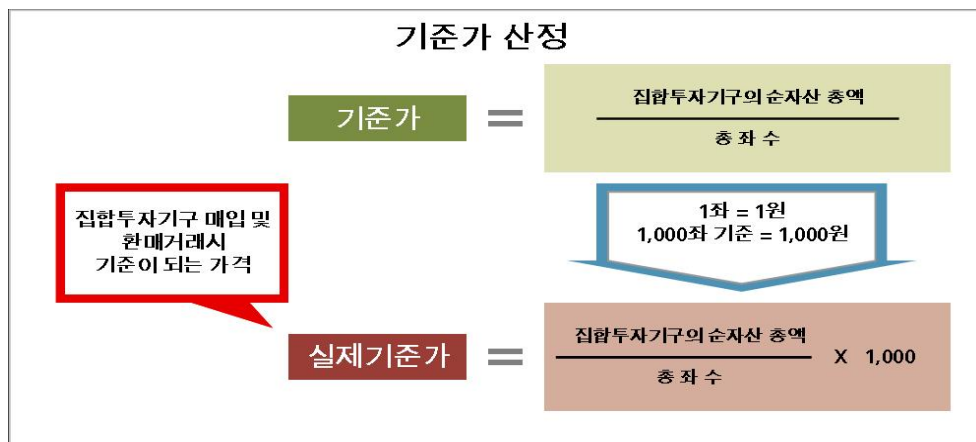 기준가 산정
기준가 =
집합투자기구의 순자산 총액
총 좌 수
집합투자기구 매입 및
환매거래시
기준이 되는 가격
1좌 = 1원
1,000좌 기준 = 1,000원
실제기준가 =
집합투자기구의 순자산 총액
총 좌 수
X 1,000